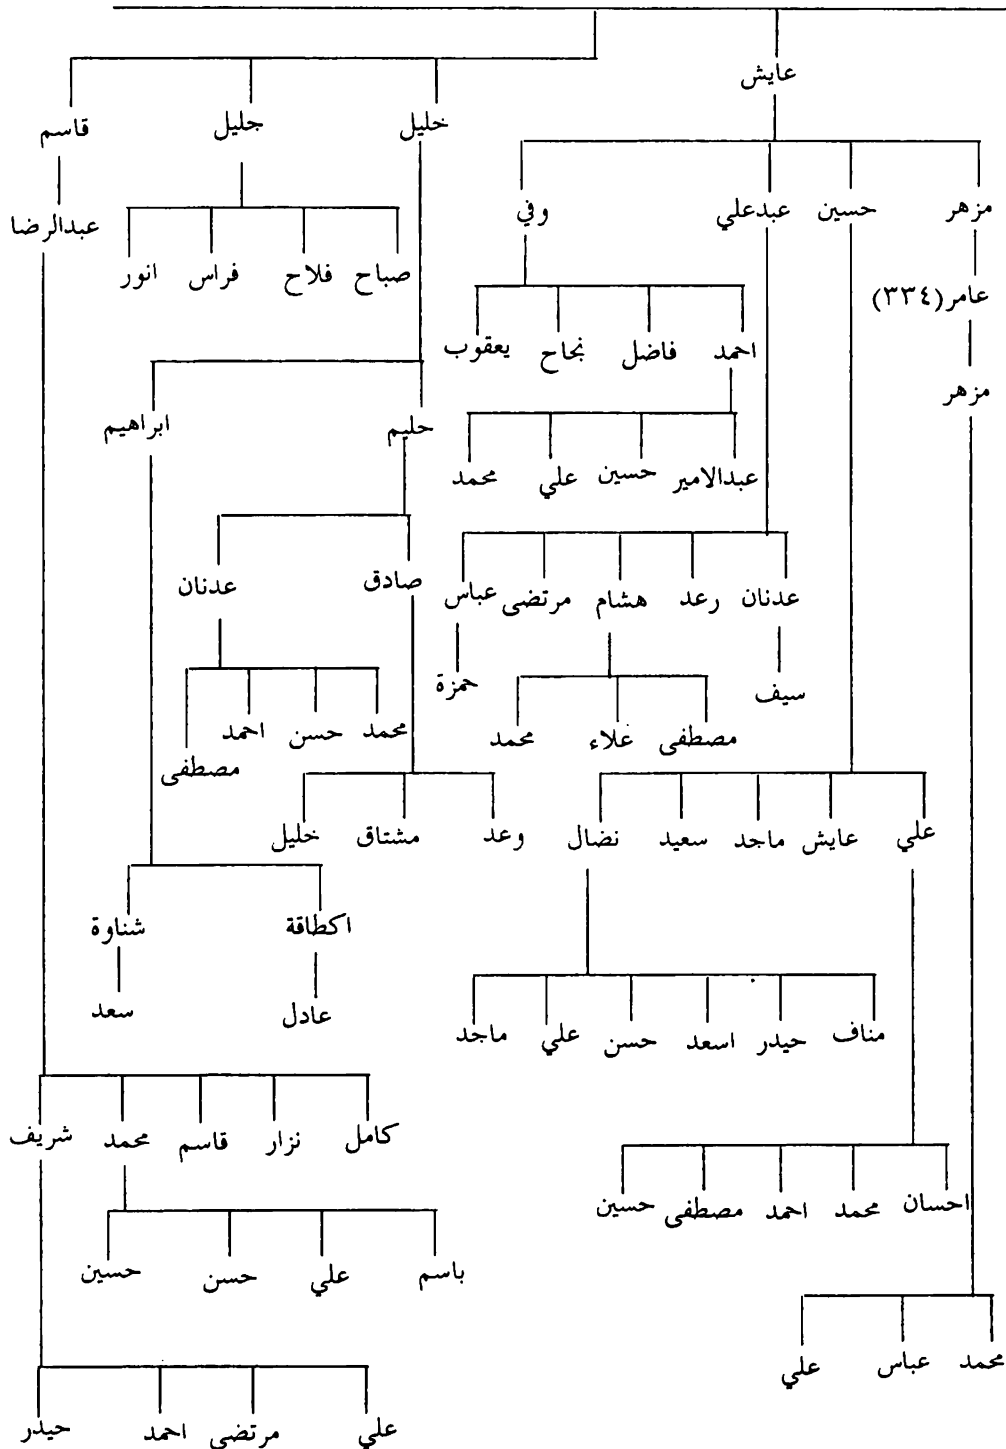 عايش
خليل جليل قاسم
مزهر حسين عبدعلي وفي عبدالرضا
صباح فلاح فراس انور
عامر (٣٣٤)
احمد فاضل نجاح يعقوب
مزهر
حليم ابراهيم
عبدالامير حسين علي محمد
صادق عدنان
عدنان رعد هشام مرتضى عباس
سيف حمزة
مصطفى علاء محمد
محمد حسن احمد مصطفى
علي عايش ماجد سعيد نضال
وعد مشتاق خليل
اكطاقة شناوة
عادل سعد
مناف حيدر اسعد حسن علي ماجد
كامل نزار قاسم محمد شريف
احسان محمد احمد مصطفى حسين
باسم علي حسن حسين
محمد عباس علي
علي مرتضى احمد حيدر